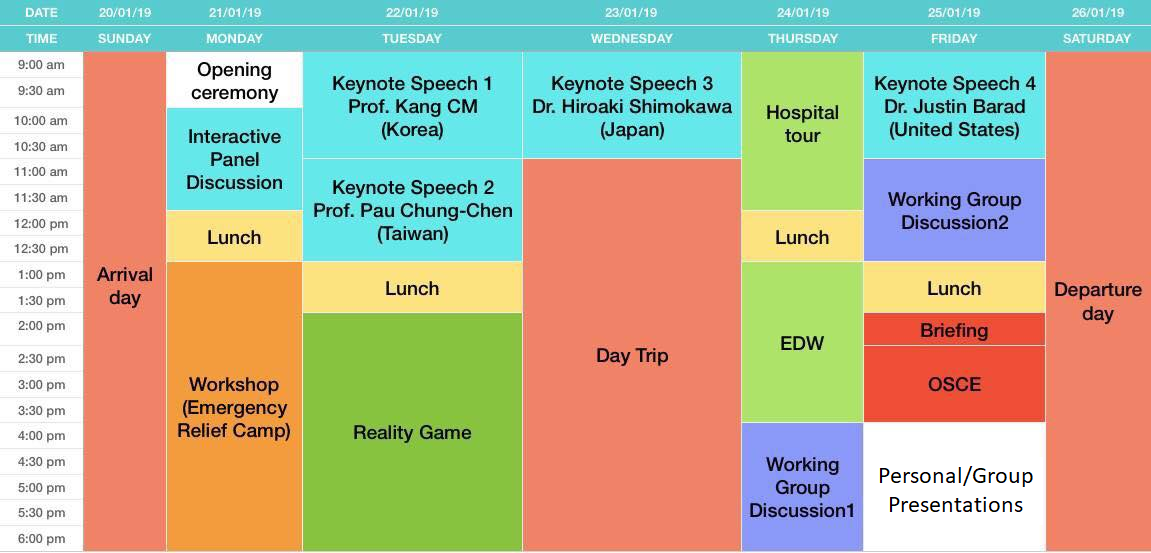 DATE 20/01/19 21/01/19 22/01/19 23/01/19 24/01/19 25/01/19 26/01/19
TIME SUNDAY MONDAY TUESDAY WEDNESDAY THURSDAY FRIDAY SATURDAY
9:00 am
9:30 am
10:00 am
10:30 am
11:00 am
11:30 am
12:00 pm
12:30 pm
1:00 pm
1:30 pm
2:00 pm
2:30 pm
3:00 pm
3:30 pm
4:00 pm
4:30 pm
5:00 pm
5:30 pm
6:00 pm
Arrival
day
Opening
ceremony
Interactive
Panel
Discussion
Lunch
Workshop
(Emergency
Relief Camp)
Keynote Speech 1
Prof. Kang CM
(Korea)
Keynote Speech 2
Prof. Pau Chung-Chen
(Taiwan)
Lunch
Reality Game
Keynote Speech 3
Dr. Hiroaki Shimokawa
(Japan)
Day Trip
Hospital
tour
Lunch
EDW
Working
Group
Discussion1
Keynote Speech 4
Dr. Justin Barad
(United States)
Working Group
Discussion2
Lunch
Briefing
OSCE
Personal/Group
Presentations
Departure
day